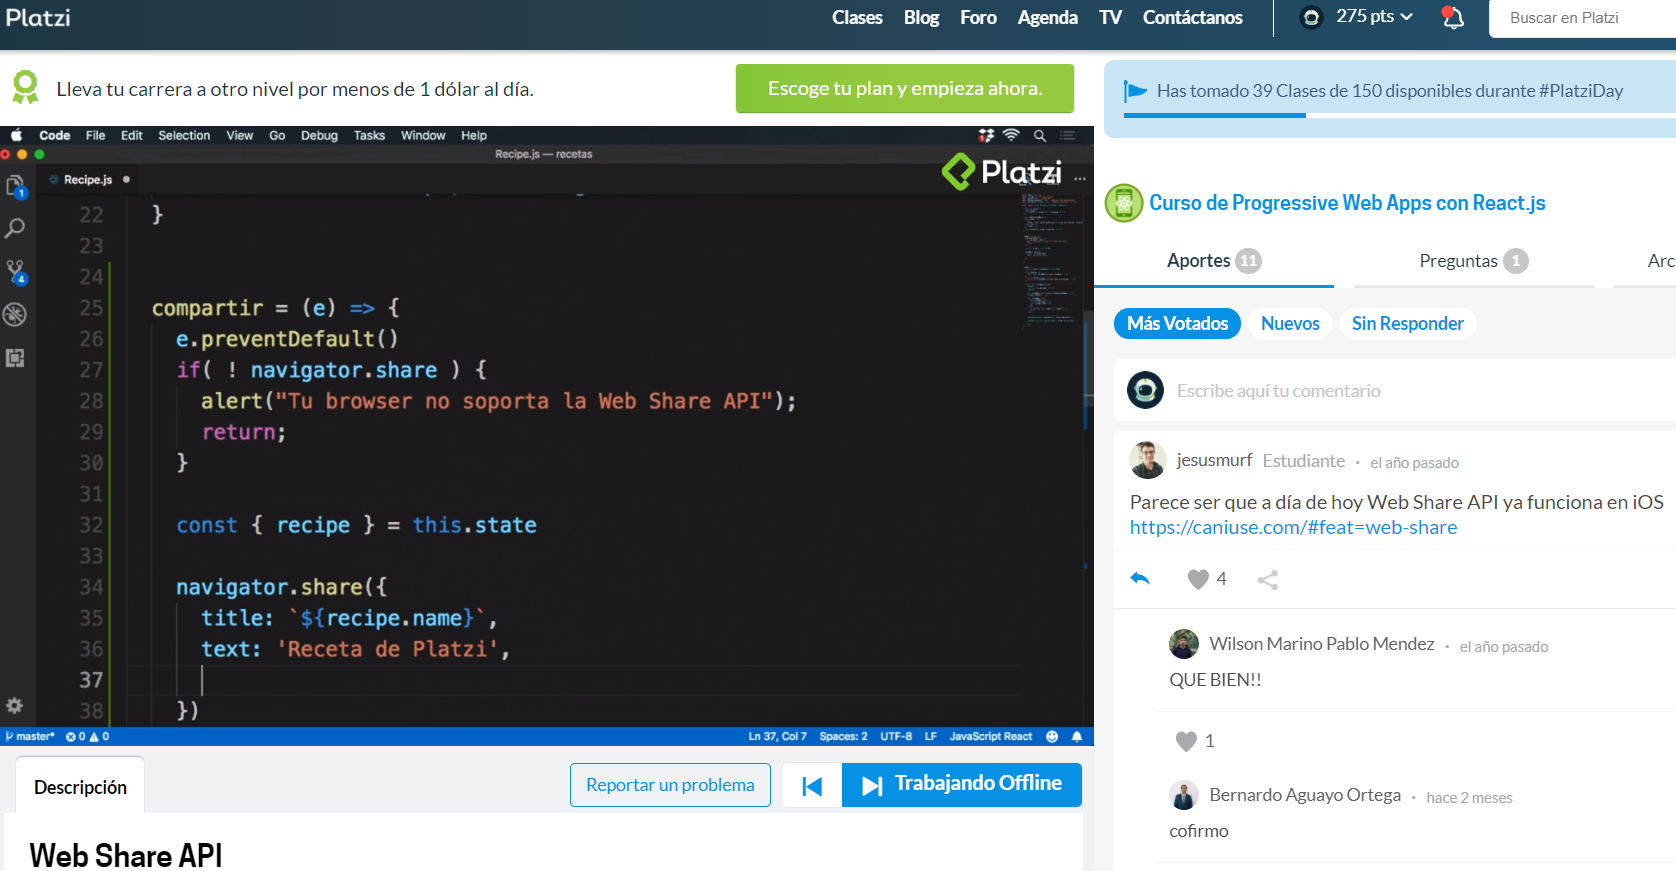 Platzi
Clases Blog Foro Agenda TV Contáctanos
275 pts
Buscar en Platzi
Lleva tu carrera a otro nivel por menos de 1 dólar al día.
Escoge tu plan y empieza ahora.
Has tomado 39 Clases de 150 disponibles durante #PlatziDay
Code File Edit Selection View Go Debug Tasks Window Help
Recipe.js — recetas
Recipe.js
Platzi
1
4
22 }
23
24
25 compartir = (e) => {
26 e.preventDefault()
27 if( ! navigator.share ) {
28 alert("Tu browser no soporta la Web Share API");
29 return;
30 }
31
32 const { recipe } = this.state
33
34 navigator.share({
35 title: `${recipe.name}`,
36 text: 'Receta de Platzi',
37
38 })
master* 0 0
Ln 37, Col 7 Spaces: 2 UTF-8 LF JavaScript React
Descripción
Reportar un problema
Trabajando Offline
Web Share API
Curso de Progressive Web Apps con React.js
Aportes 11
Preguntas 1
Arc
Más Votados Nuevos Sin Responder
Escribe aquí tu comentario
jesusmurf Estudiante · el año pasado
Parece ser que a día de hoy Web Share API ya funciona en iOS
https://caniuse.com/#feat=web-share
4
Wilson Marino Pablo Mendez · el año pasado
QUE BIEN!!
1
Bernardo Aguayo Ortega · hace 2 meses
cofirmo